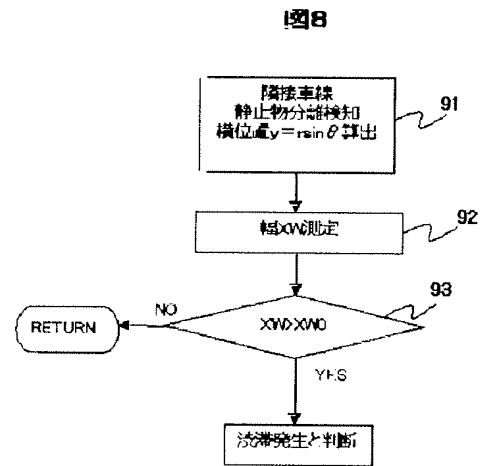 図8
隣接車線
静止物分離検知
横位置y=rsinθ算出
91
幅XW測定
92
93
NO
XW>XW0
RETURN
YES
渋滞発生と判断